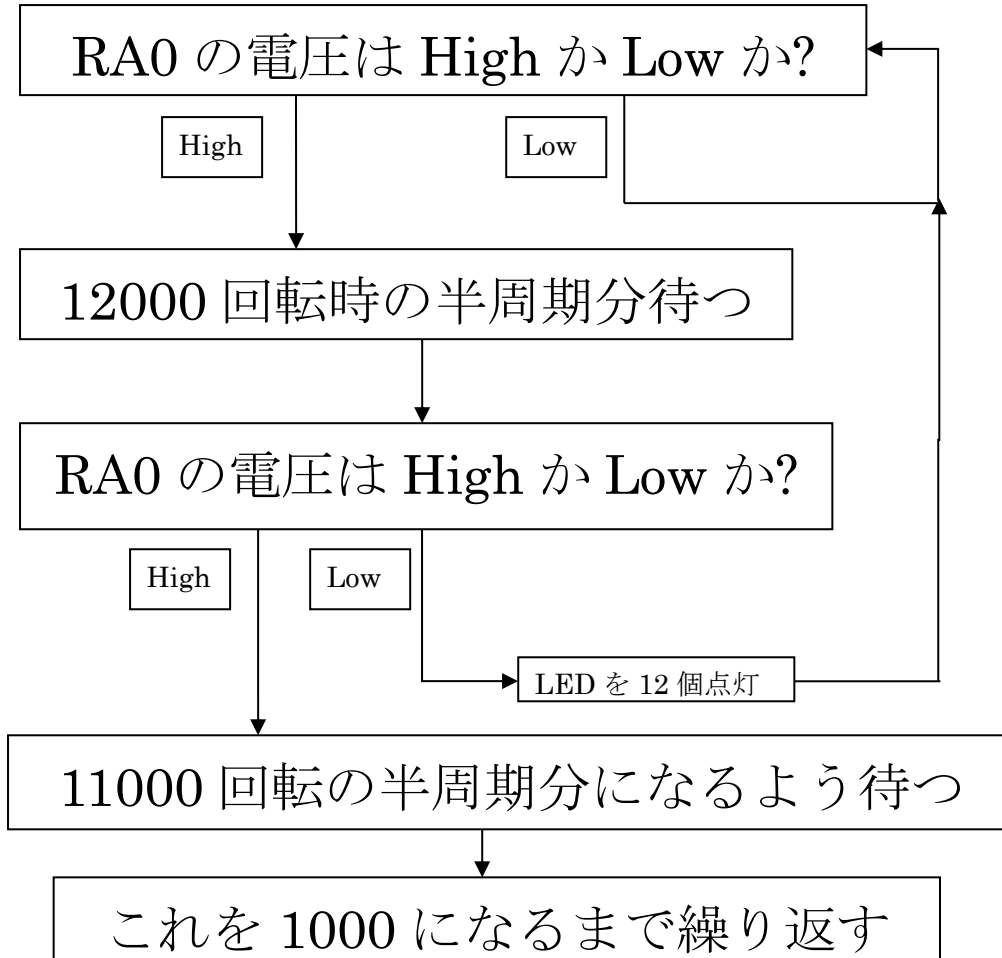 RA0 の電圧は High か Low か?
High
Low
12000 回転時の半周期分待つ
RA0 の電圧は High か Low か?
High
Low
LED を 12 個点灯
11000 回転の半周期分になるよう待つ
これを 1000 になるまで繰り返す